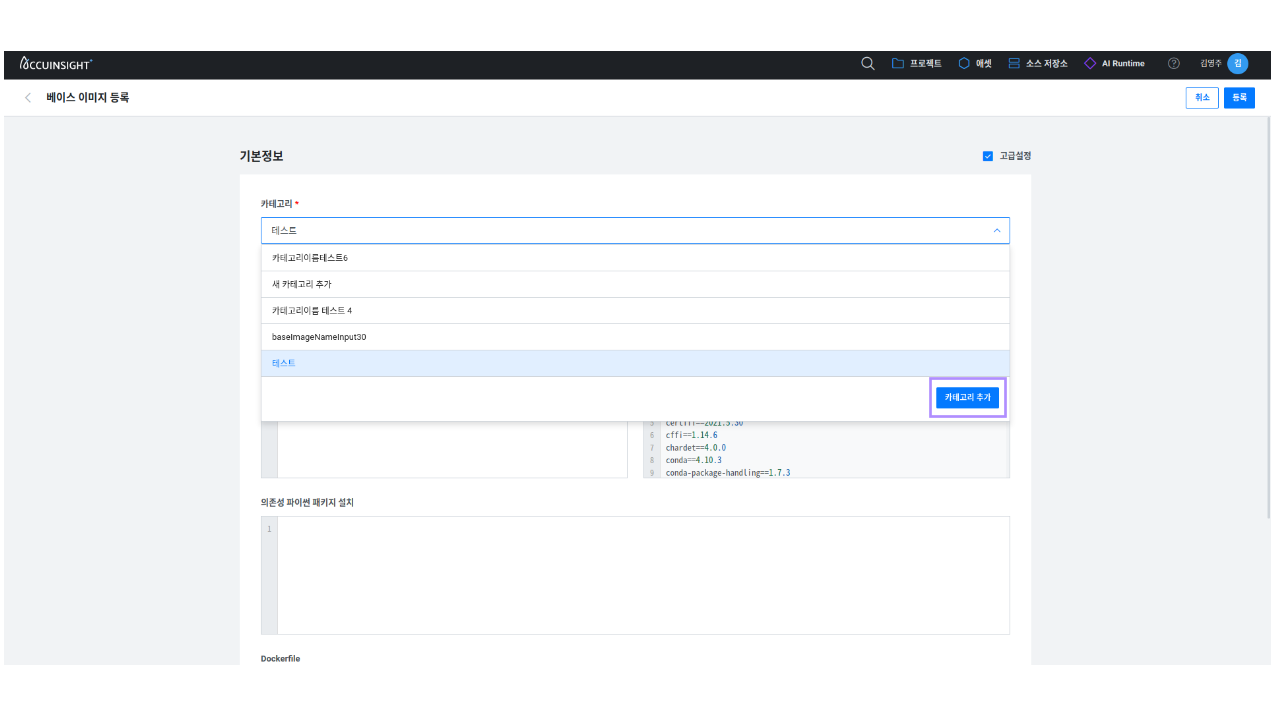 ACCUINSIGHT+
프로젝트
애셋
소스 저장소
AI Runtime
김영주
김
베이스 이미지 등록
취소
등록
기본정보
고급설정
카테고리 *
테스트
카테고리이름테스트6
새 카테고리 추가
카테고리이름 테스트 4
baseImageNameInput30
테스트
카테고리 추가
5 certifi==2021.5.30
6 cffi==1.14.6
7 chardet==4.0.0
8 conda==4.10.3
9 conda-package-handling==1.7.3
의존성 파이썬 패키지 설치
1
Dockerfile